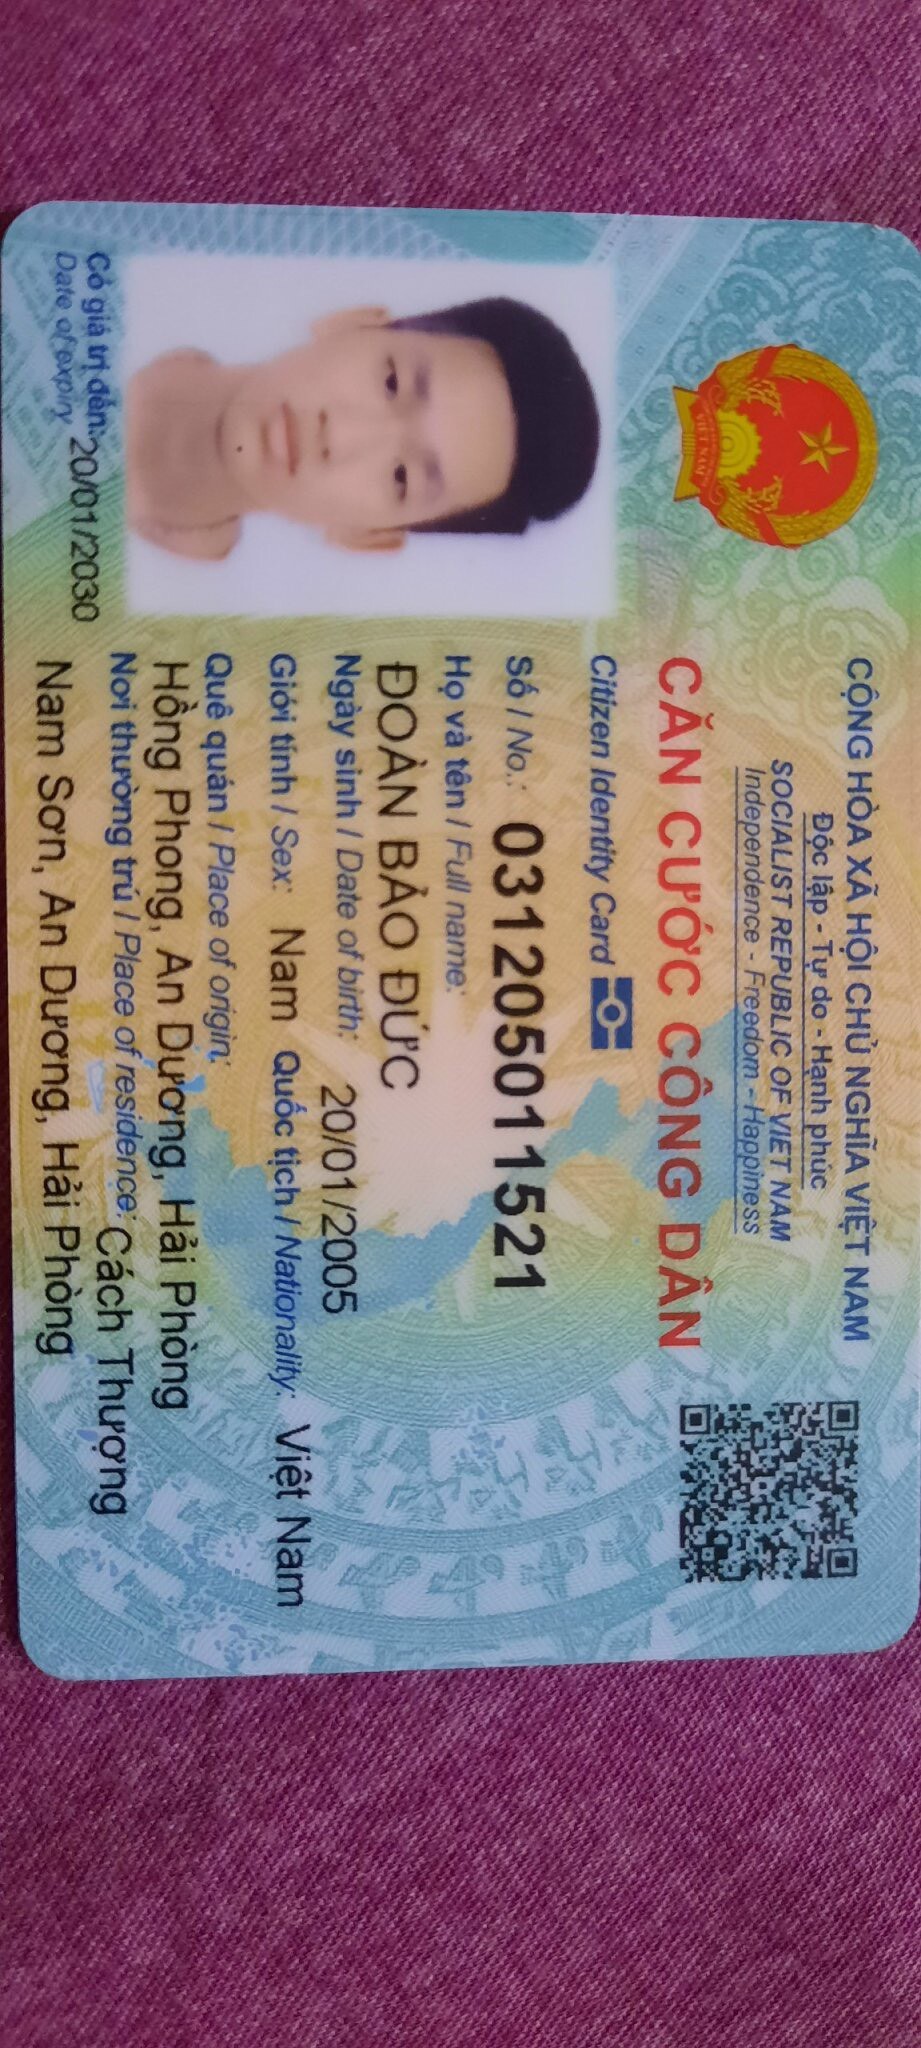 CỘNG HÒA XÃ HỘI CHỦ NGHĨA VIỆT NAM
Độc lập - Tự do - Hạnh phúc
SOCIALIST REPUBLIC OF VIET NAM
Independence - Freedom - Happiness
CĂN CƯỚC CÔNG DÂN
Citizen Identity Card
Số / No.: 031205011521
Họ và tên / Full name:
ĐOÀN BẢO ĐỨC
Ngày sinh / Date of birth: 20/01/2005
Giới tính / Sex: Nam Quốc tịch / Nationality: Việt Nam
Quê quán / Place of origin:
Hồng Phong, An Dương, Hải Phòng
Nơi thường trú / Place of residence: Cách Thượng
Nam Sơn, An Dương, Hải Phòng
Có giá trị đến: 20/01/2030
Date of expiry
VIỆT NAM